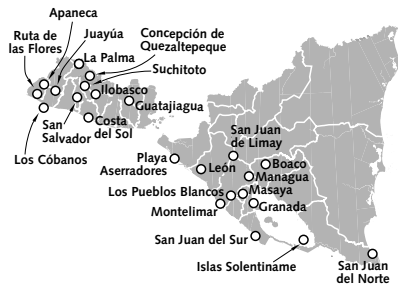 Apaneca
Ruta de
las Flores
Juayúa
Concepción de
Quezaltepeque
La Palma
Suchitoto
Ilobasco
Guatajiagua
San
Salvador
Costa
del Sol
Los Cóbanos
San Juan
de Limay
Playa
Aserradores
León
Boaco
Managua
Masaya
Los Pueblos Blancos
Granada
Montelimar
San Juan del Sur
Islas Solentiname
San Juan
del Norte